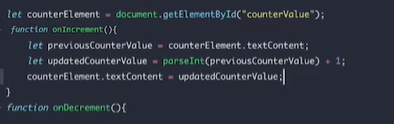 let counterElement = document.getElementById("counterValue");
function onIncrement(){
let previousCounterValue = counterElement.textContent;
let updatedCounterValue = parseInt(previousCounterValue) + 1;
counterElement.textContent = updatedCounterValue;
}
function onDecrement(){